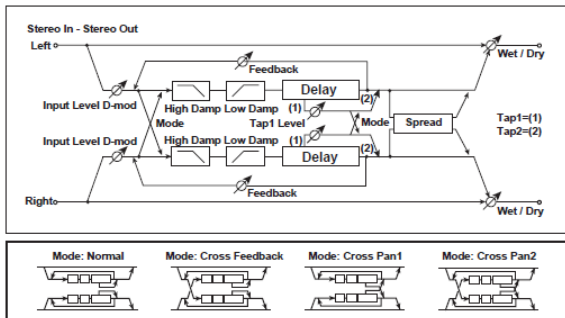 Stereo In - Stereo Out
Left
Wet / Dry
Feedback
Input Level D-mod
High Damp Low Damp
Delay
(1) (2)
Mode
Tap1 Level
Mode
Spread
Tap1=(1)
Tap2=(2)
Input Level D-mod
High Damp Low Damp
(1)
Delay
(2)
Feedback
Right
Wet / Dry
Mode: Normal
Mode: Cross Feedback
Mode: Cross Pan1
Mode: Cross Pan2